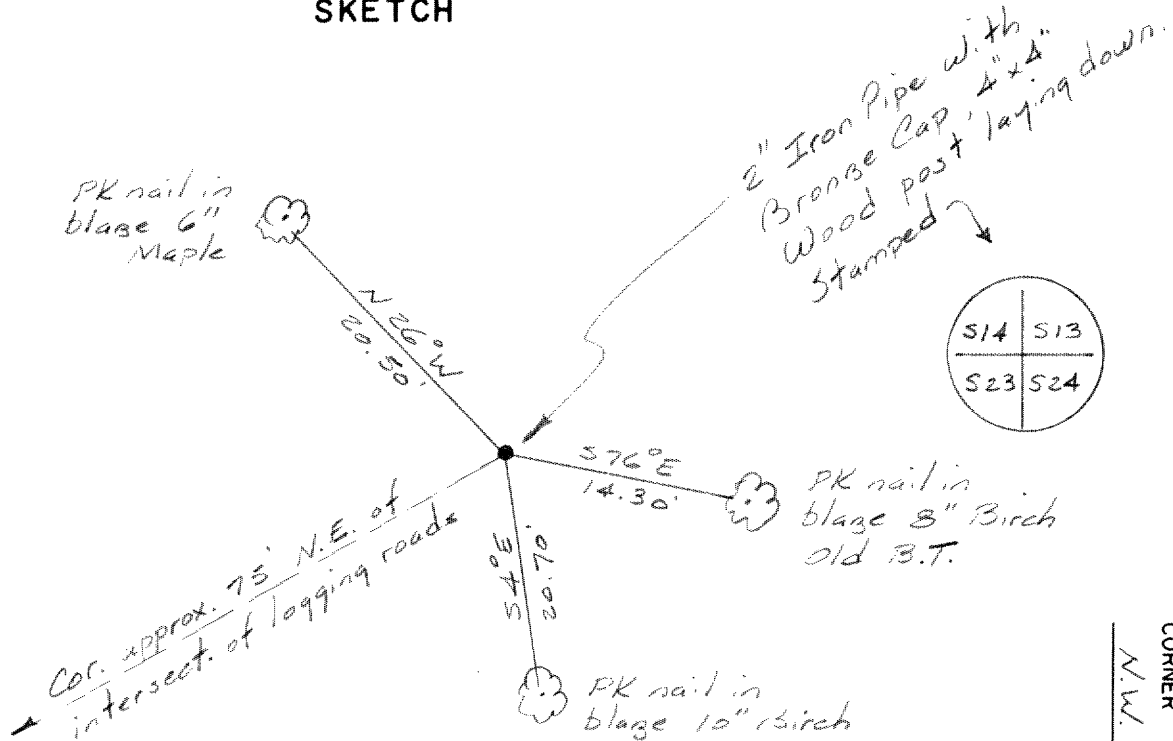 SKETCH
2" Iron Pipe with
Bronze Cap, 4"x4"
Wood post laying down.
Stamped
PK nail in
blaze 6"
Maple
N 26° W
20.50'
S14 S13
S23 S24
S76°E
14.30'
PK nail in
blaze 8" Birch
Old B.T.
S4°E
20.70'
Cor. approx. 75' N.E. of
intersect. of logging roads
PK nail in
blaze 10" Birch
CORNER
N.W.